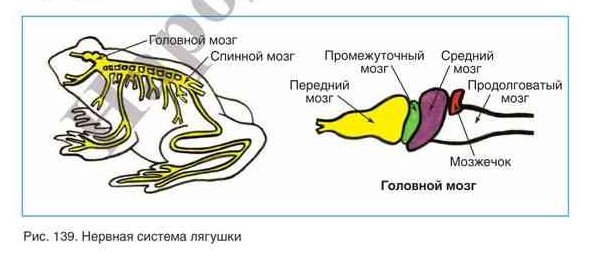 Головной мозг
Спинной мозг
Промежуточный
мозг
Средний
мозг
Передний
мозг
Продолговатый
мозг
Мозжечок
Головной мозг
Рис. 139. Нервная система лягушки